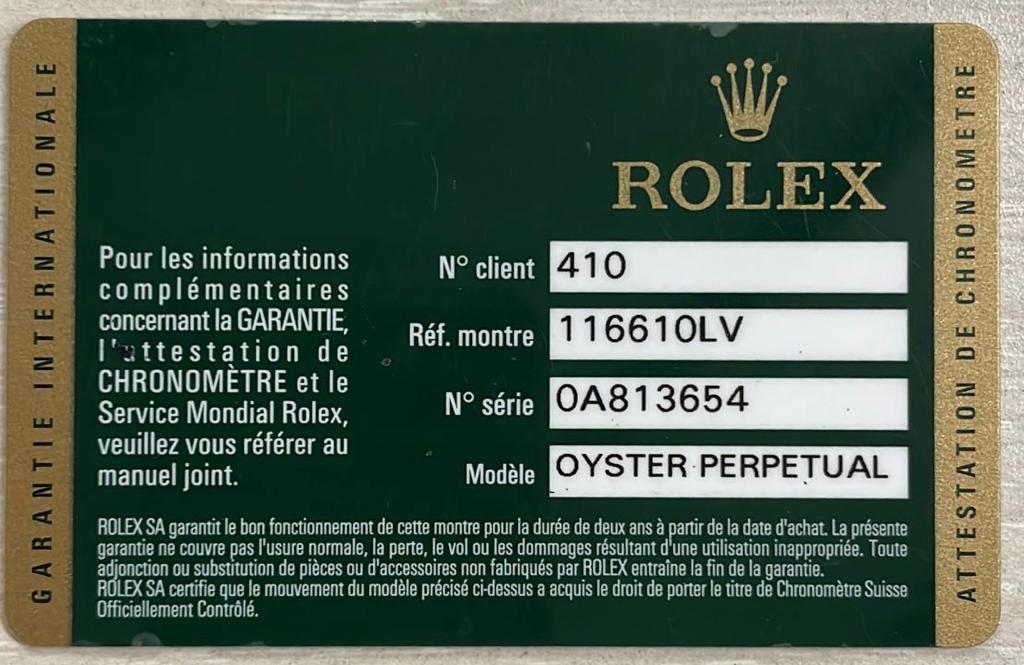 GARANTIE INTERNATIONALE
ROLEX
Pour les informations
complémentaires
concernant la GARANTIE,
l'attestation de
CHRONOMÈTRE et le
Service Mondial Rolex,
veuillez vous référer au
manuel joint.
N° client 410
Réf. montre 116610LV
N° série 0A813654
Modèle OYSTER PERPETUAL
ROLEX SA garantit le bon fonctionnement de cette montre pour la durée de deux ans à partir de la date d'achat. La présente
garantie ne couvre pas l'usure normale, la perte, le vol ou les dommages résultant d'une utilisation inappropriée. Toute
adjonction ou substitution de pièces ou d'accessoires non fabriqués par ROLEX entraîne la fin de la garantie.
ROLEX SA certifie que le mouvement du modèle précisé ci-dessus a acquis le droit de porter le titre de Chronomètre Suisse
Officiellement Contrôlé.
ATTESTATION DE CHRONOMETRE